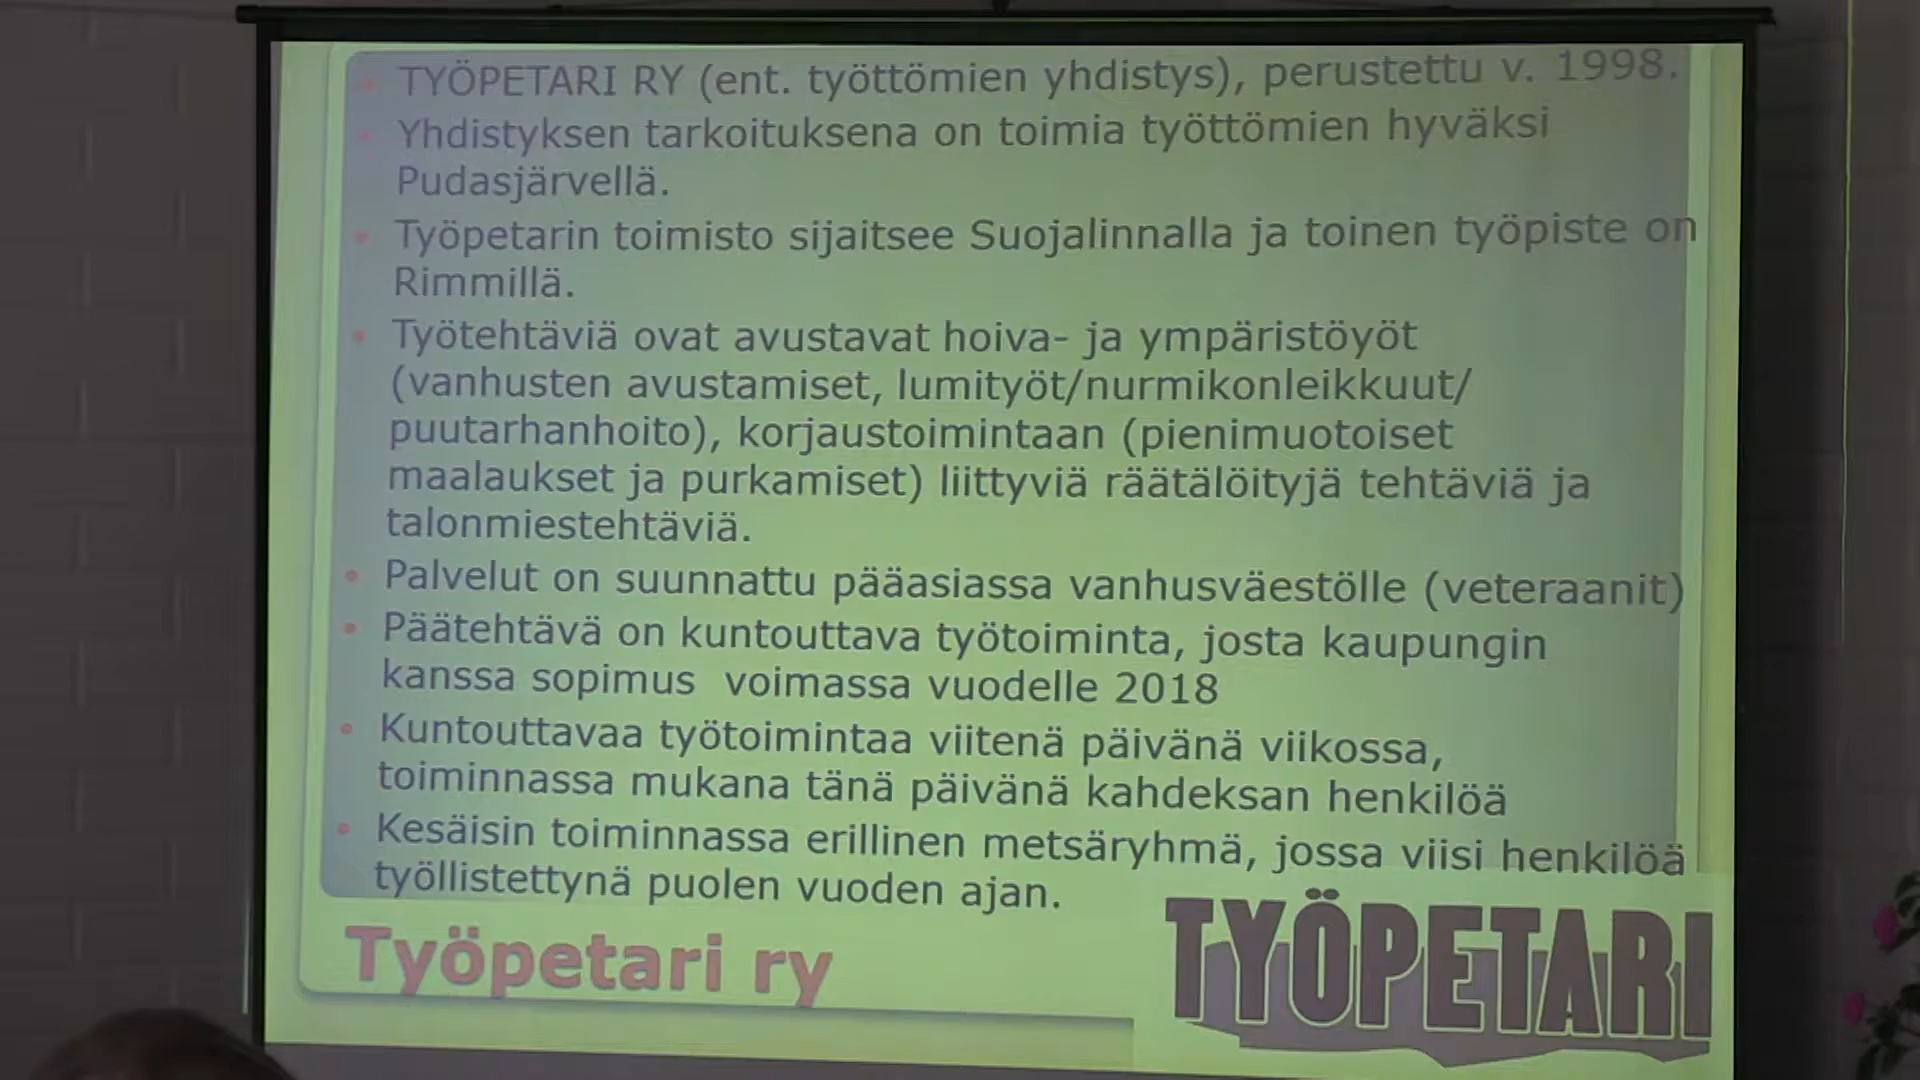 • TYÖPETARI RY (ent. työttömien yhdistys), perustettu v. 1998.
• Yhdistyksen tarkoituksena on toimia työttömien hyväksi
Pudasjärvellä.
• Työpetarin toimisto sijaitsee Suojalinnalla ja toinen työpiste on
Rimmillä.
• Työtehtäviä ovat avustavat hoiva- ja ympäristöyöt
(vanhusten avustamiset, lumityöt/nurmikonleikkuut/
puutarhanhoito), korjaustoimintaan (pienimuotoiset
maalaukset ja purkamiset) liittyviä räätälöityjä tehtäviä ja
talonmiestehtäviä.
• Palvelut on suunnattu pääasiassa vanhusväestölle (veteraanit)
• Päätehtävä on kuntouttava työtoiminta, josta kaupungin
kanssa sopimus voimassa vuodelle 2018
• Kuntouttavaa työtoimintaa viitenä päivänä viikossa,
toiminnassa mukana tänä päivänä kahdeksan henkilöä
• Kesäisin toiminnassa erillinen metsäryhmä, jossa viisi henkilöä
työllistettynä puolen vuoden ajan.
Työpetari ry
TYÖPETARI